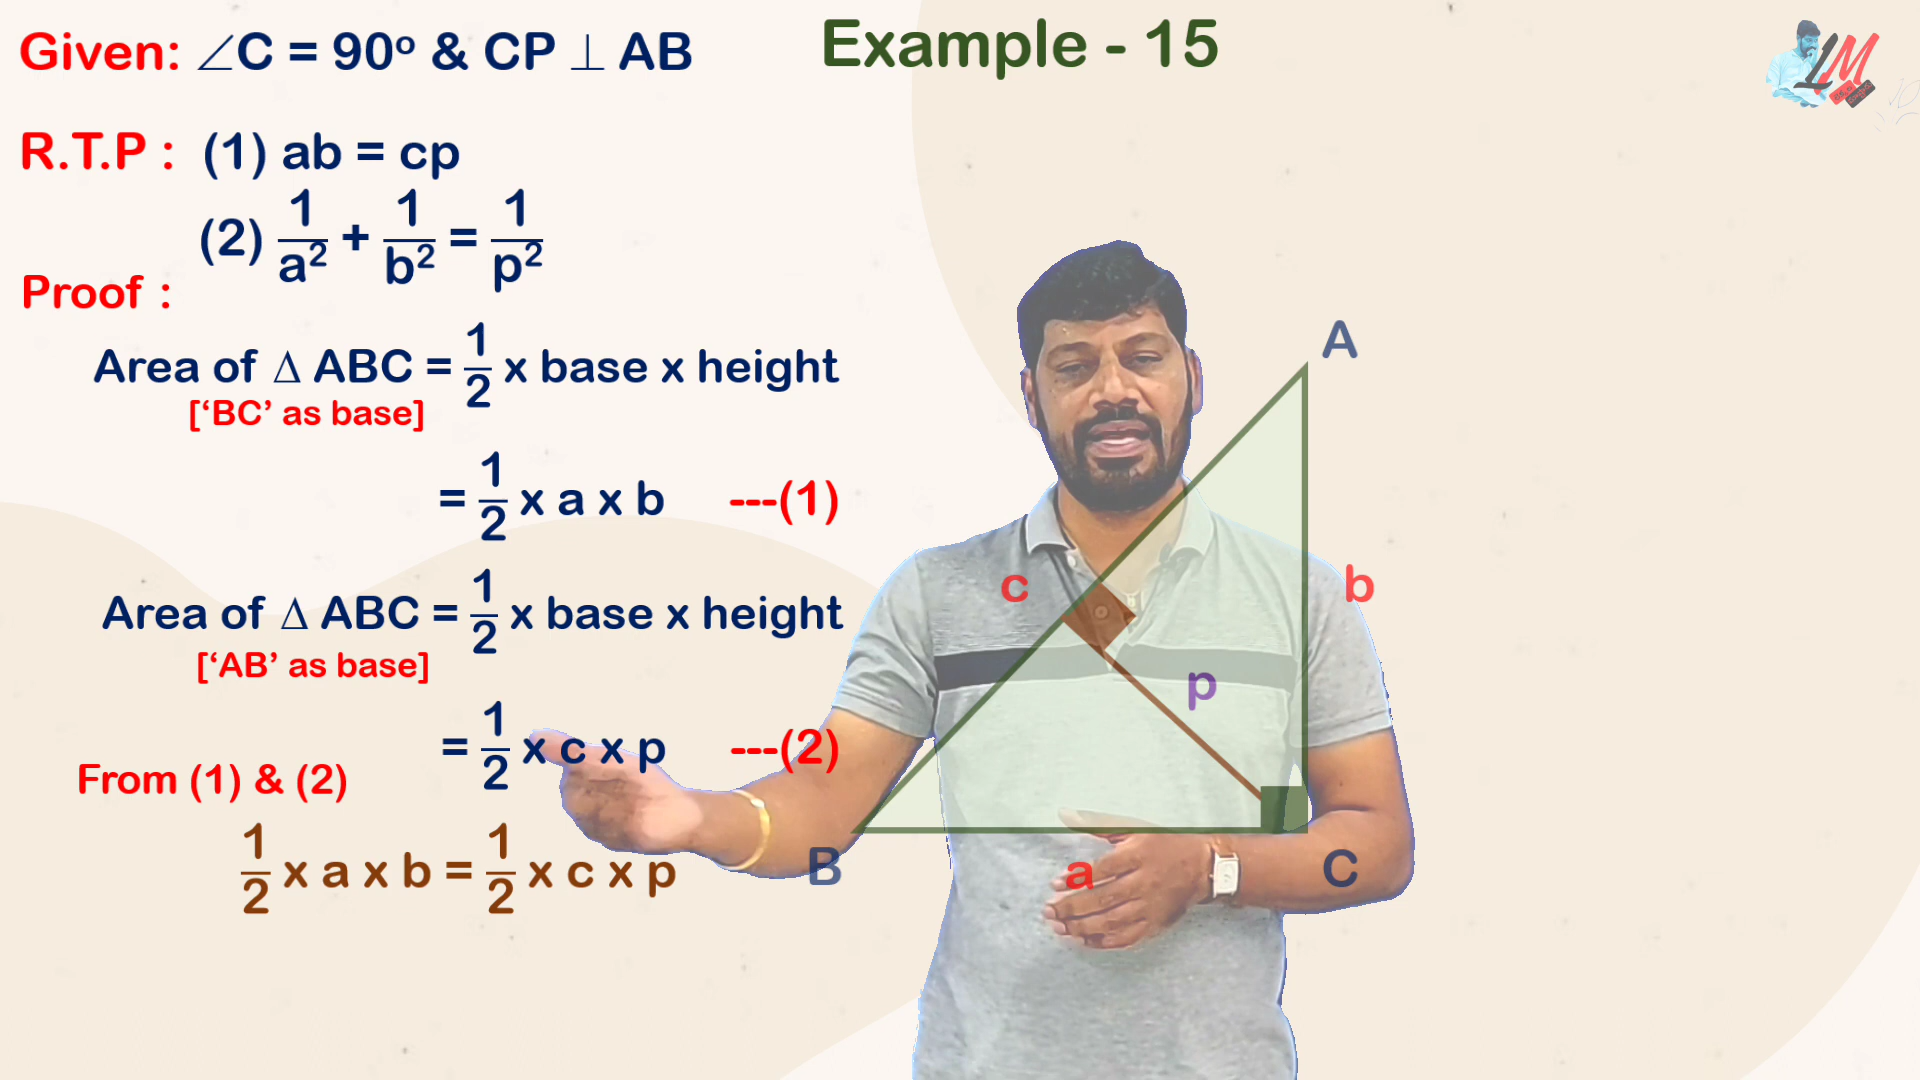 Example - 15
Given: ∠C = 90° & CP ⊥ AB
R.T.P : (1) ab = cp
(2) 1/a² + 1/b² = 1/p²
Proof :
Area of Δ ABC = 1/2 x base x height
[‘BC’ as base]
= 1/2 x a x b ---(1)
Area of Δ ABC = 1/2 x base x height
[‘AB’ as base]
= 1/2 x c x p ---(2)
From (1) & (2)
1/2 x a x b = 1/2 x c x p
A
c
b
p
B
a
C
LM